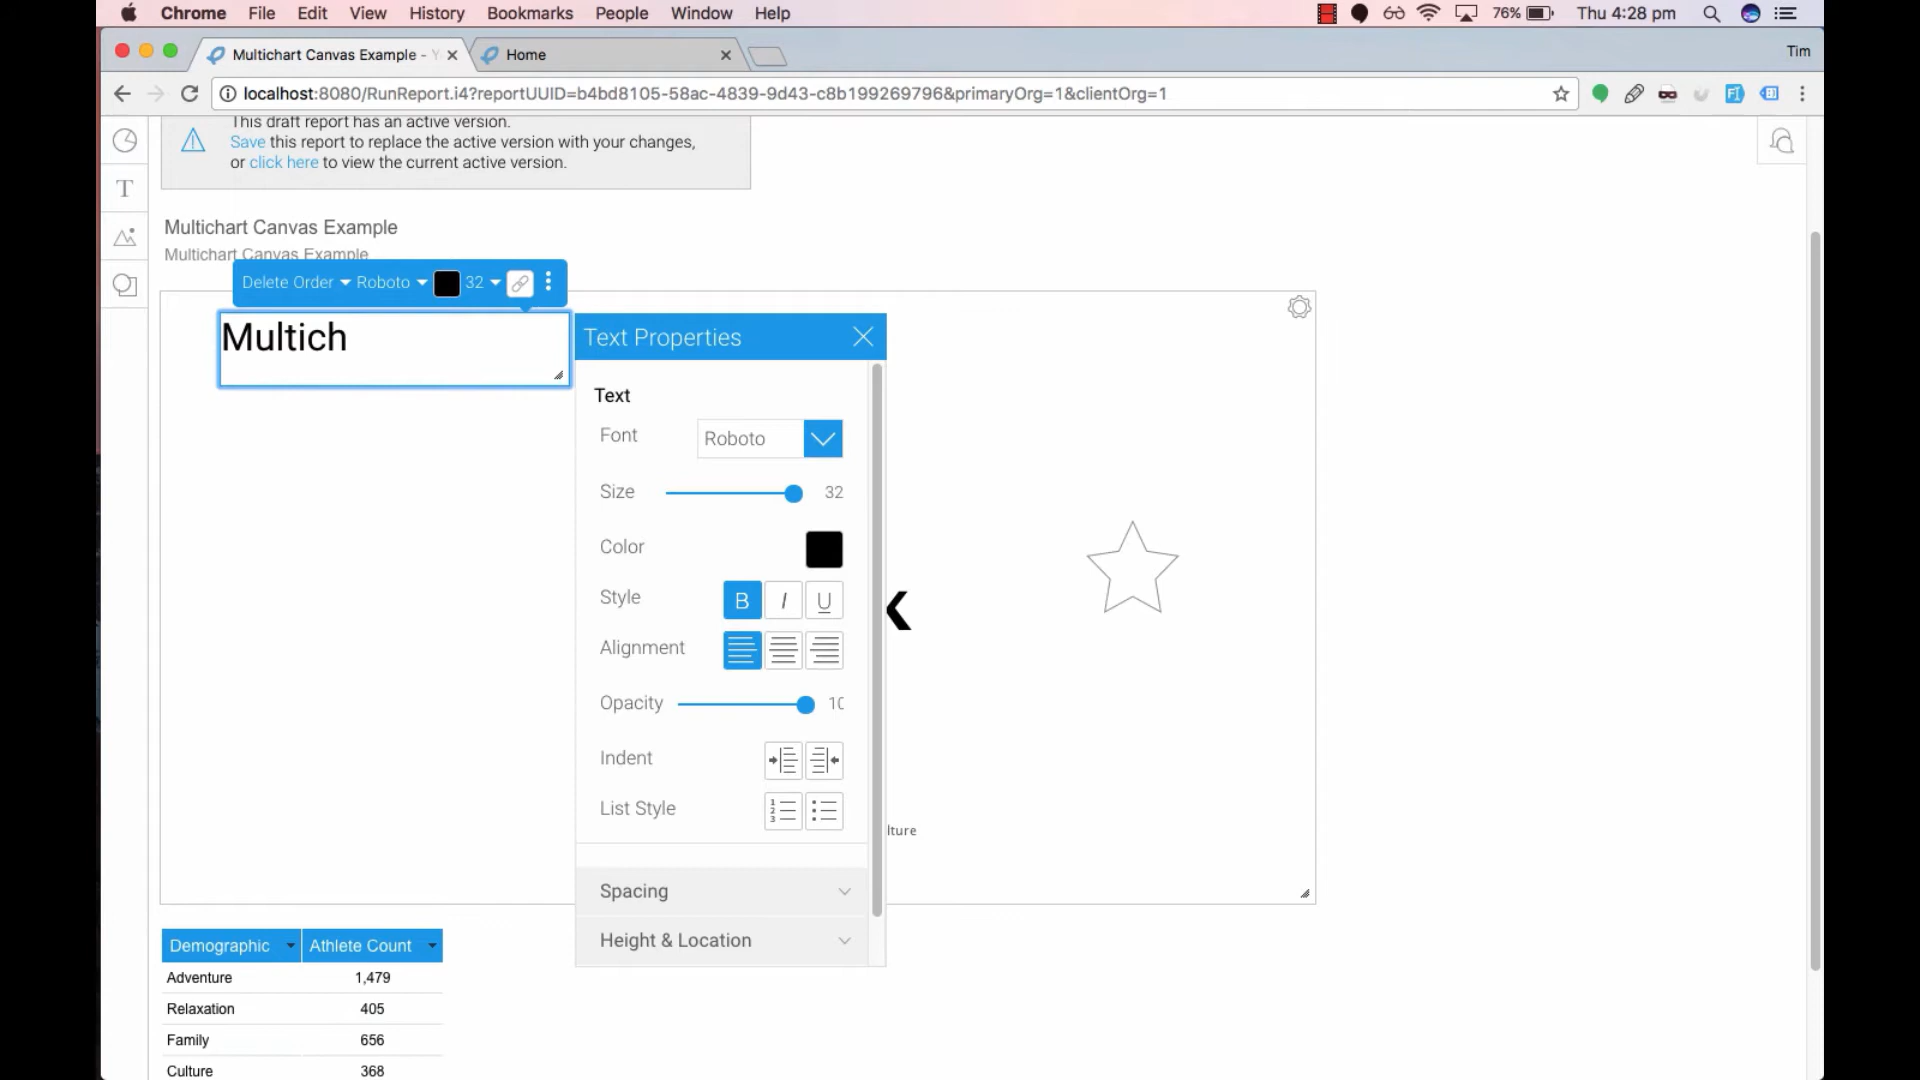 Chrome File Edit View History Bookmarks People Window Help 76% Thu 4:28 pm
Multichart Canvas Example - Y Home Tim
localhost:8080/RunReport.i4?reportUUID=b4bd8105-58ac-4839-9d43-c8b199269796&primaryOrg=1&clientOrg=1
This draft report has an active version.
Save this report to replace the active version with your changes,
or click here to view the current active version.
T
Multichart Canvas Example
Multichart Canvas Example
Delete Order Roboto 32
Multich
Text Properties
Text
Font Roboto
Size 32
Color
Style B I U
Alignment
Opacity 10
Indent
List Style
lture
Spacing
Height & Location
Demographic Athlete Count
Adventure 1,479
Relaxation 405
Family 656
Culture 368